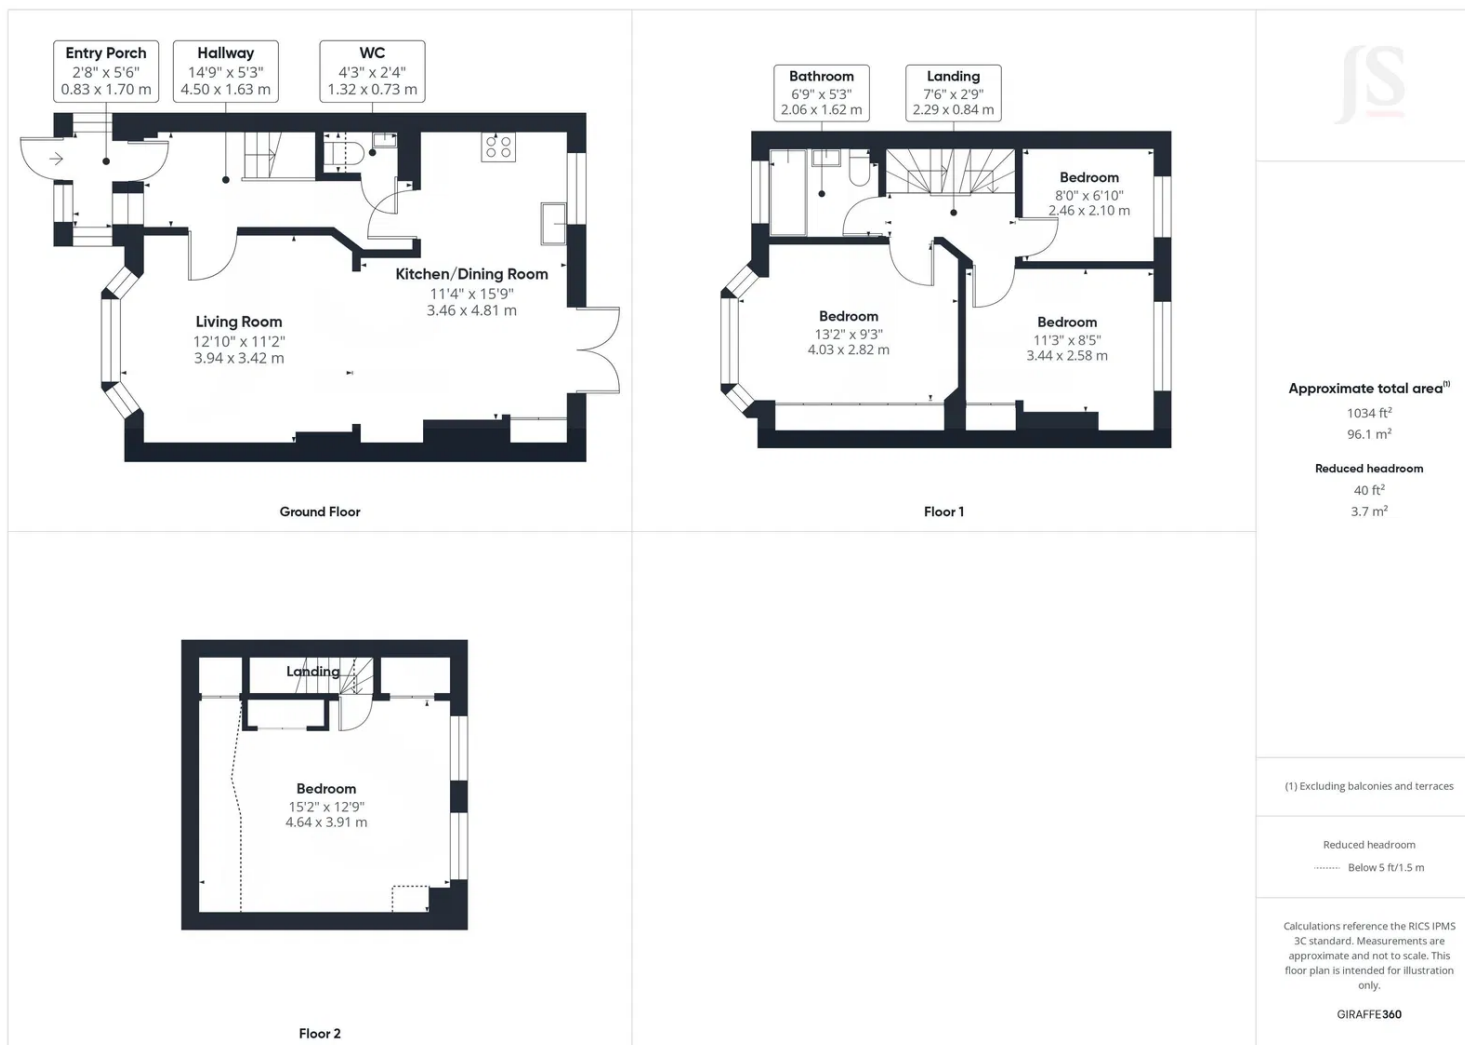 Entry Porch
2'8" x 5'6"
0.83 x 1.70 m
Hallway
14'9" x 5'3"
4.50 x 1.63 m
WC
4'3" x 2'4"
1.32 x 0.73 m
Kitchen/Dining Room
11'4" x 15'9"
3.46 x 4.81 m
Living Room
12'10" x 11'2"
3.94 x 3.42 m
Ground Floor
Bathroom
6'9" x 5'3"
2.06 x 1.62 m
Landing
7'6" x 2'9"
2.29 x 0.84 m
Bedroom
8'0" x 6'10"
2.46 x 2.10 m
Bedroom
13'2" x 9'3"
4.03 x 2.82 m
Bedroom
11'3" x 8'5"
3.44 x 2.58 m
Floor 1
Landing
Bedroom
15'2" x 12'9"
4.64 x 3.91 m
Floor 2
JS
Approximate total area(1)
1034 ft²
96.1 m²
Reduced headroom
40 ft²
3.7 m²
(1) Excluding balconies and terraces
Reduced headroom
Below 5 ft/1.5 m
Calculations reference the RICS IPMS
3C standard. Measurements are
approximate and not to scale. This
floor plan is intended for illustration
only.
GIRAFFE360